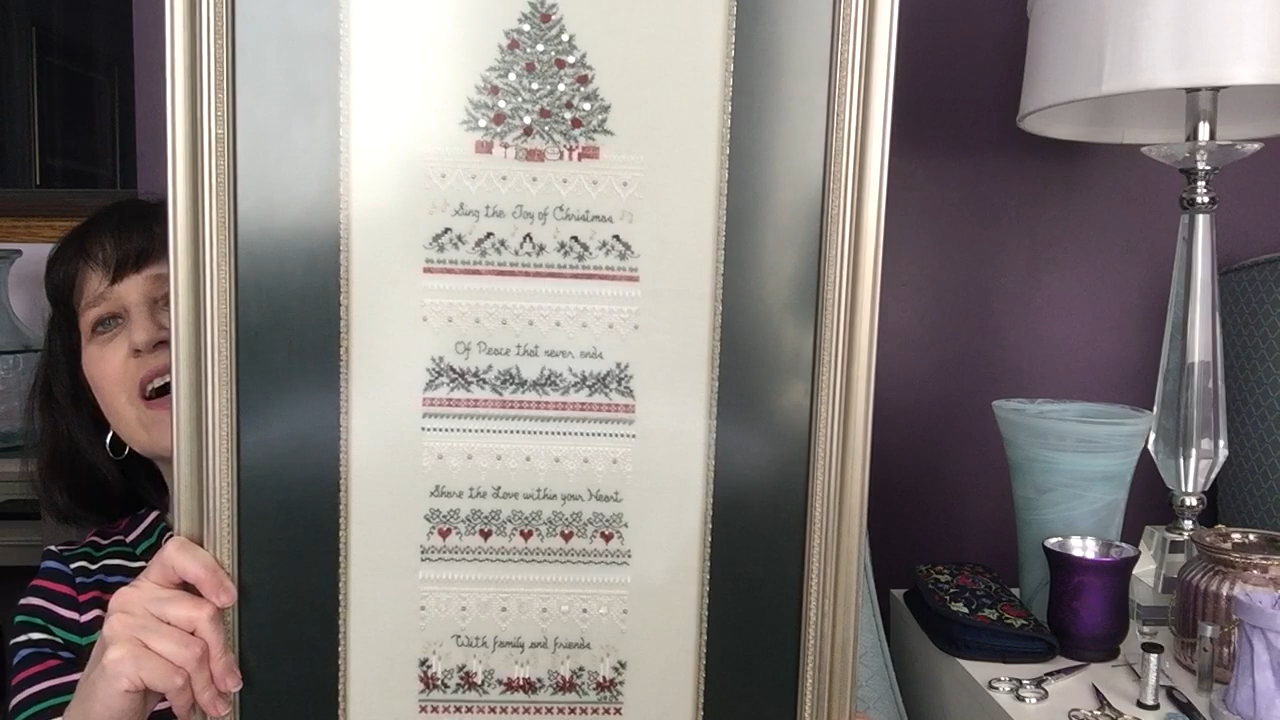 Sing the Joy of Christmas
Of Peace that never ends
Share the Love within your Heart
With family and friends